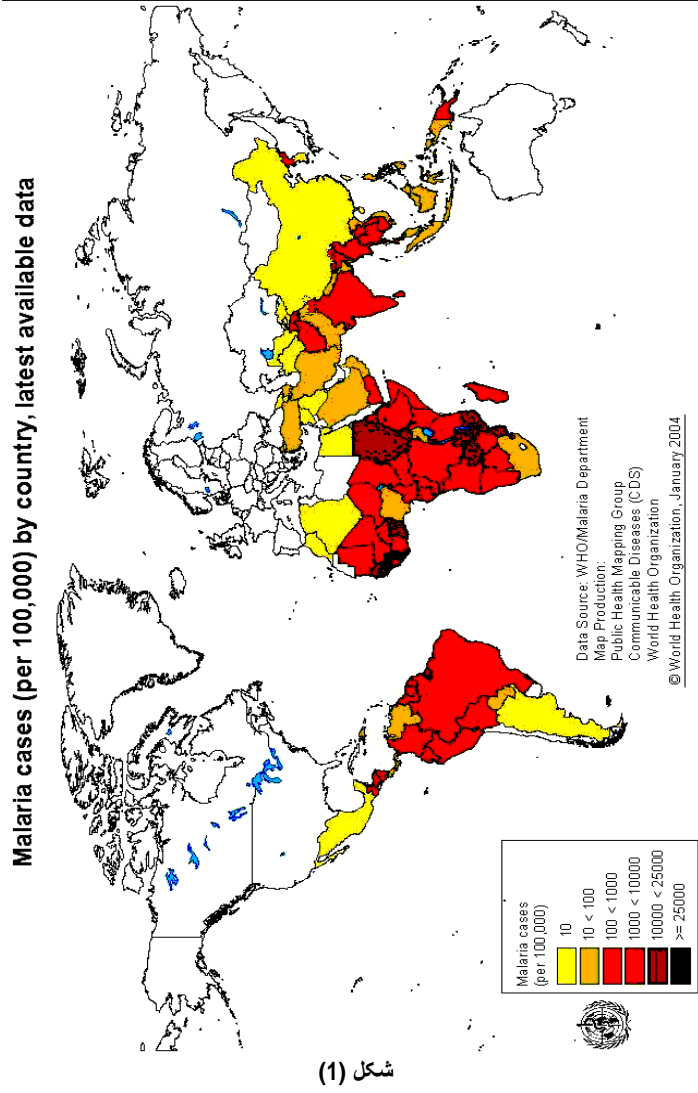 Malaria cases (per 100,000) by country, latest available data
Malaria cases
(per 100,000)
10
10 < 100
100 < 1000
1000 < 10000
10000 < 25000
>= 25000
Data Source: WHO/Malaria Department
Map Production:
Public Health Mapping Group
Communicable Diseases (CDS)
World Health Organization
© World Health Organization, January 2004
شكل (1)